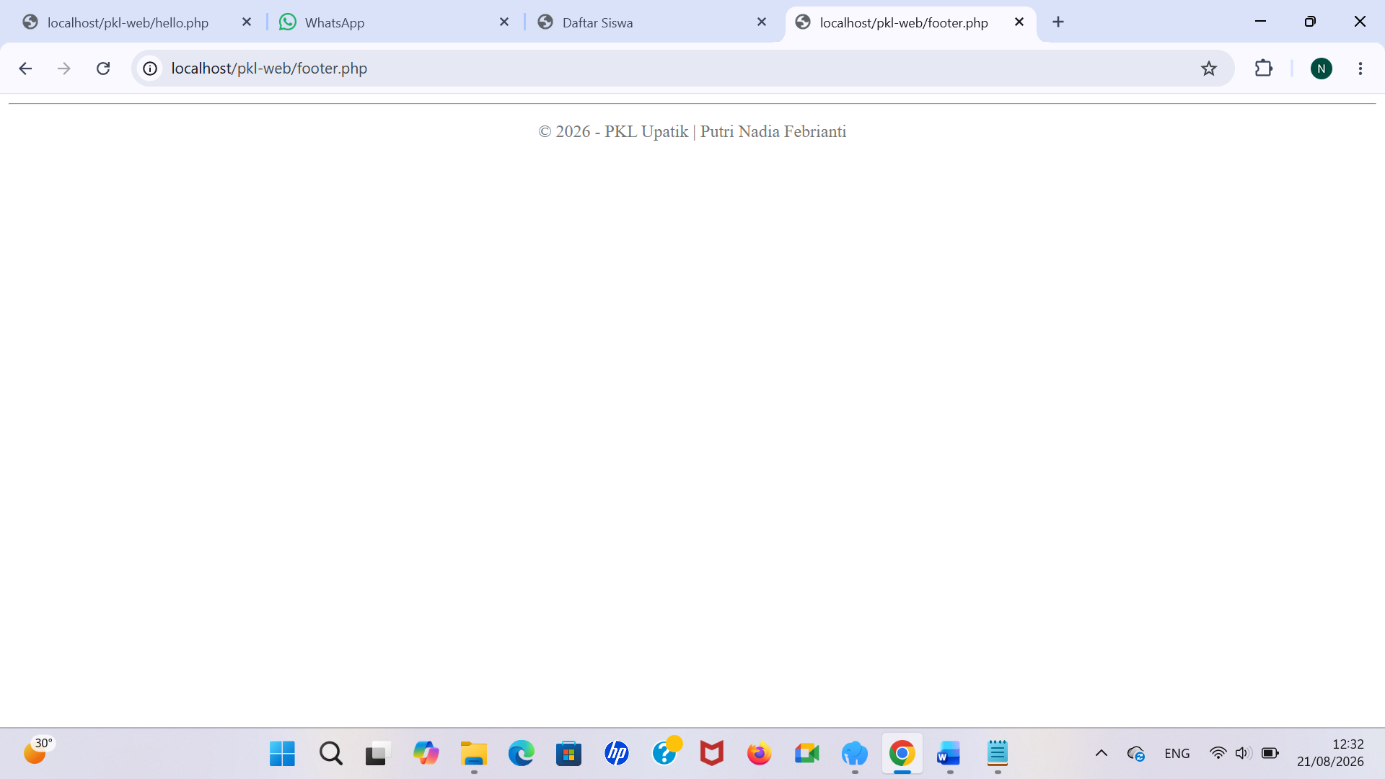 localhost/pkl-web/hello.php
WhatsApp
Daftar Siswa
localhost/pkl-web/footer.php
localhost/pkl-web/footer.php
N
© 2026 - PKL Upatik | Putri Nadia Febrianti
30°
hp
?
W
ENG
12:32
21/08/2026